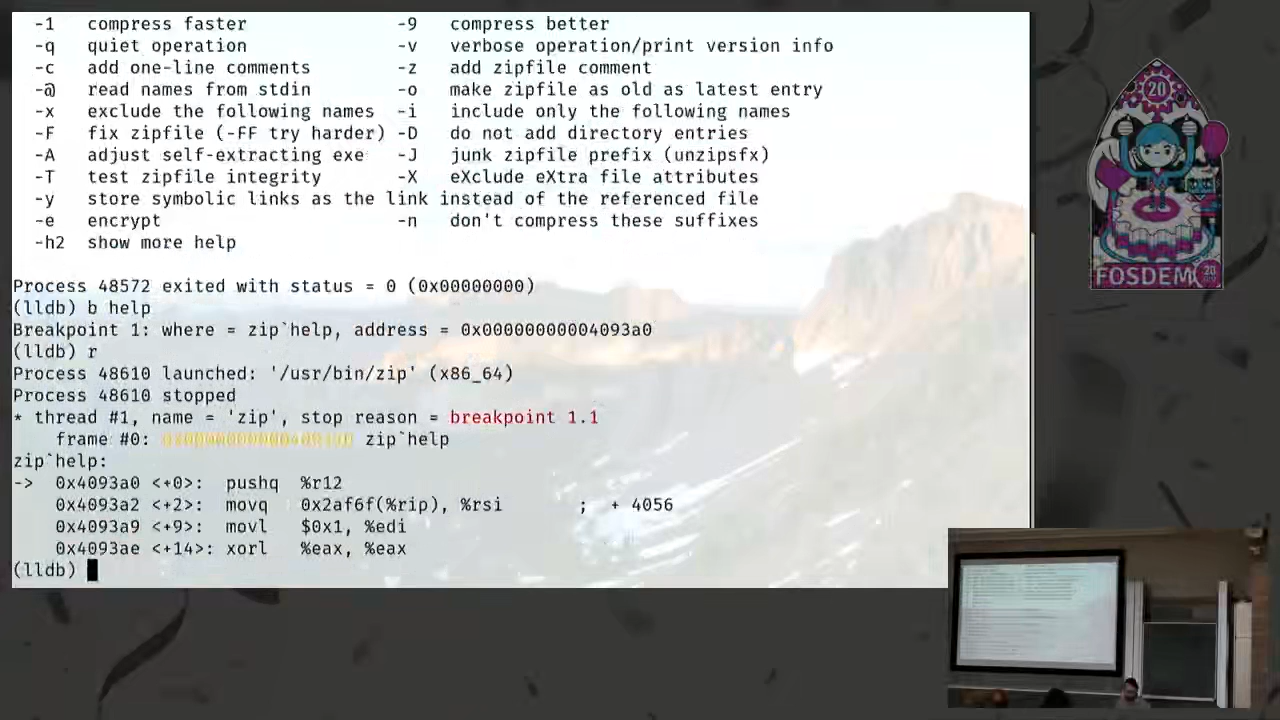 -1   compress faster              -9   compress better
-q   quiet operation              -v   verbose operation/print version info
-c   add one-line comments        -z   add zipfile comment
-@   read names from stdin        -o   make zipfile as old as latest entry
-x   exclude the following names  -i   include only the following names
-F   fix zipfile (-FF try harder) -D   do not add directory entries
-A   adjust self-extracting exe   -J   junk zipfile prefix (unzipsfx)
-T   test zipfile integrity       -X   eXclude eXtra file attributes
-y   store symbolic links as the link instead of the referenced file
-e   encrypt                      -n   don't compress these suffixes
-h2  show more help
Process 48572 exited with status = 0 (0x00000000)
(lldb) b help
Breakpoint 1: where = zip`help, address = 0x00000000004093a0
(lldb) r
Process 48610 launched: '/usr/bin/zip' (x86_64)
Process 48610 stopped
* thread #1, name = 'zip', stop reason = breakpoint 1.1
frame #0: zip`help
zip`help:
->  0x4093a0 <+0>:  pushq  %r12
0x4093a2 <+2>:  movq   0x2af6f(%rip), %rsi       ;  + 4056
0x4093a9 <+9>:  movl   $0x1, %edi
0x4093ae <+14>: xorl   %eax, %eax
(lldb)
20
FOSDEM